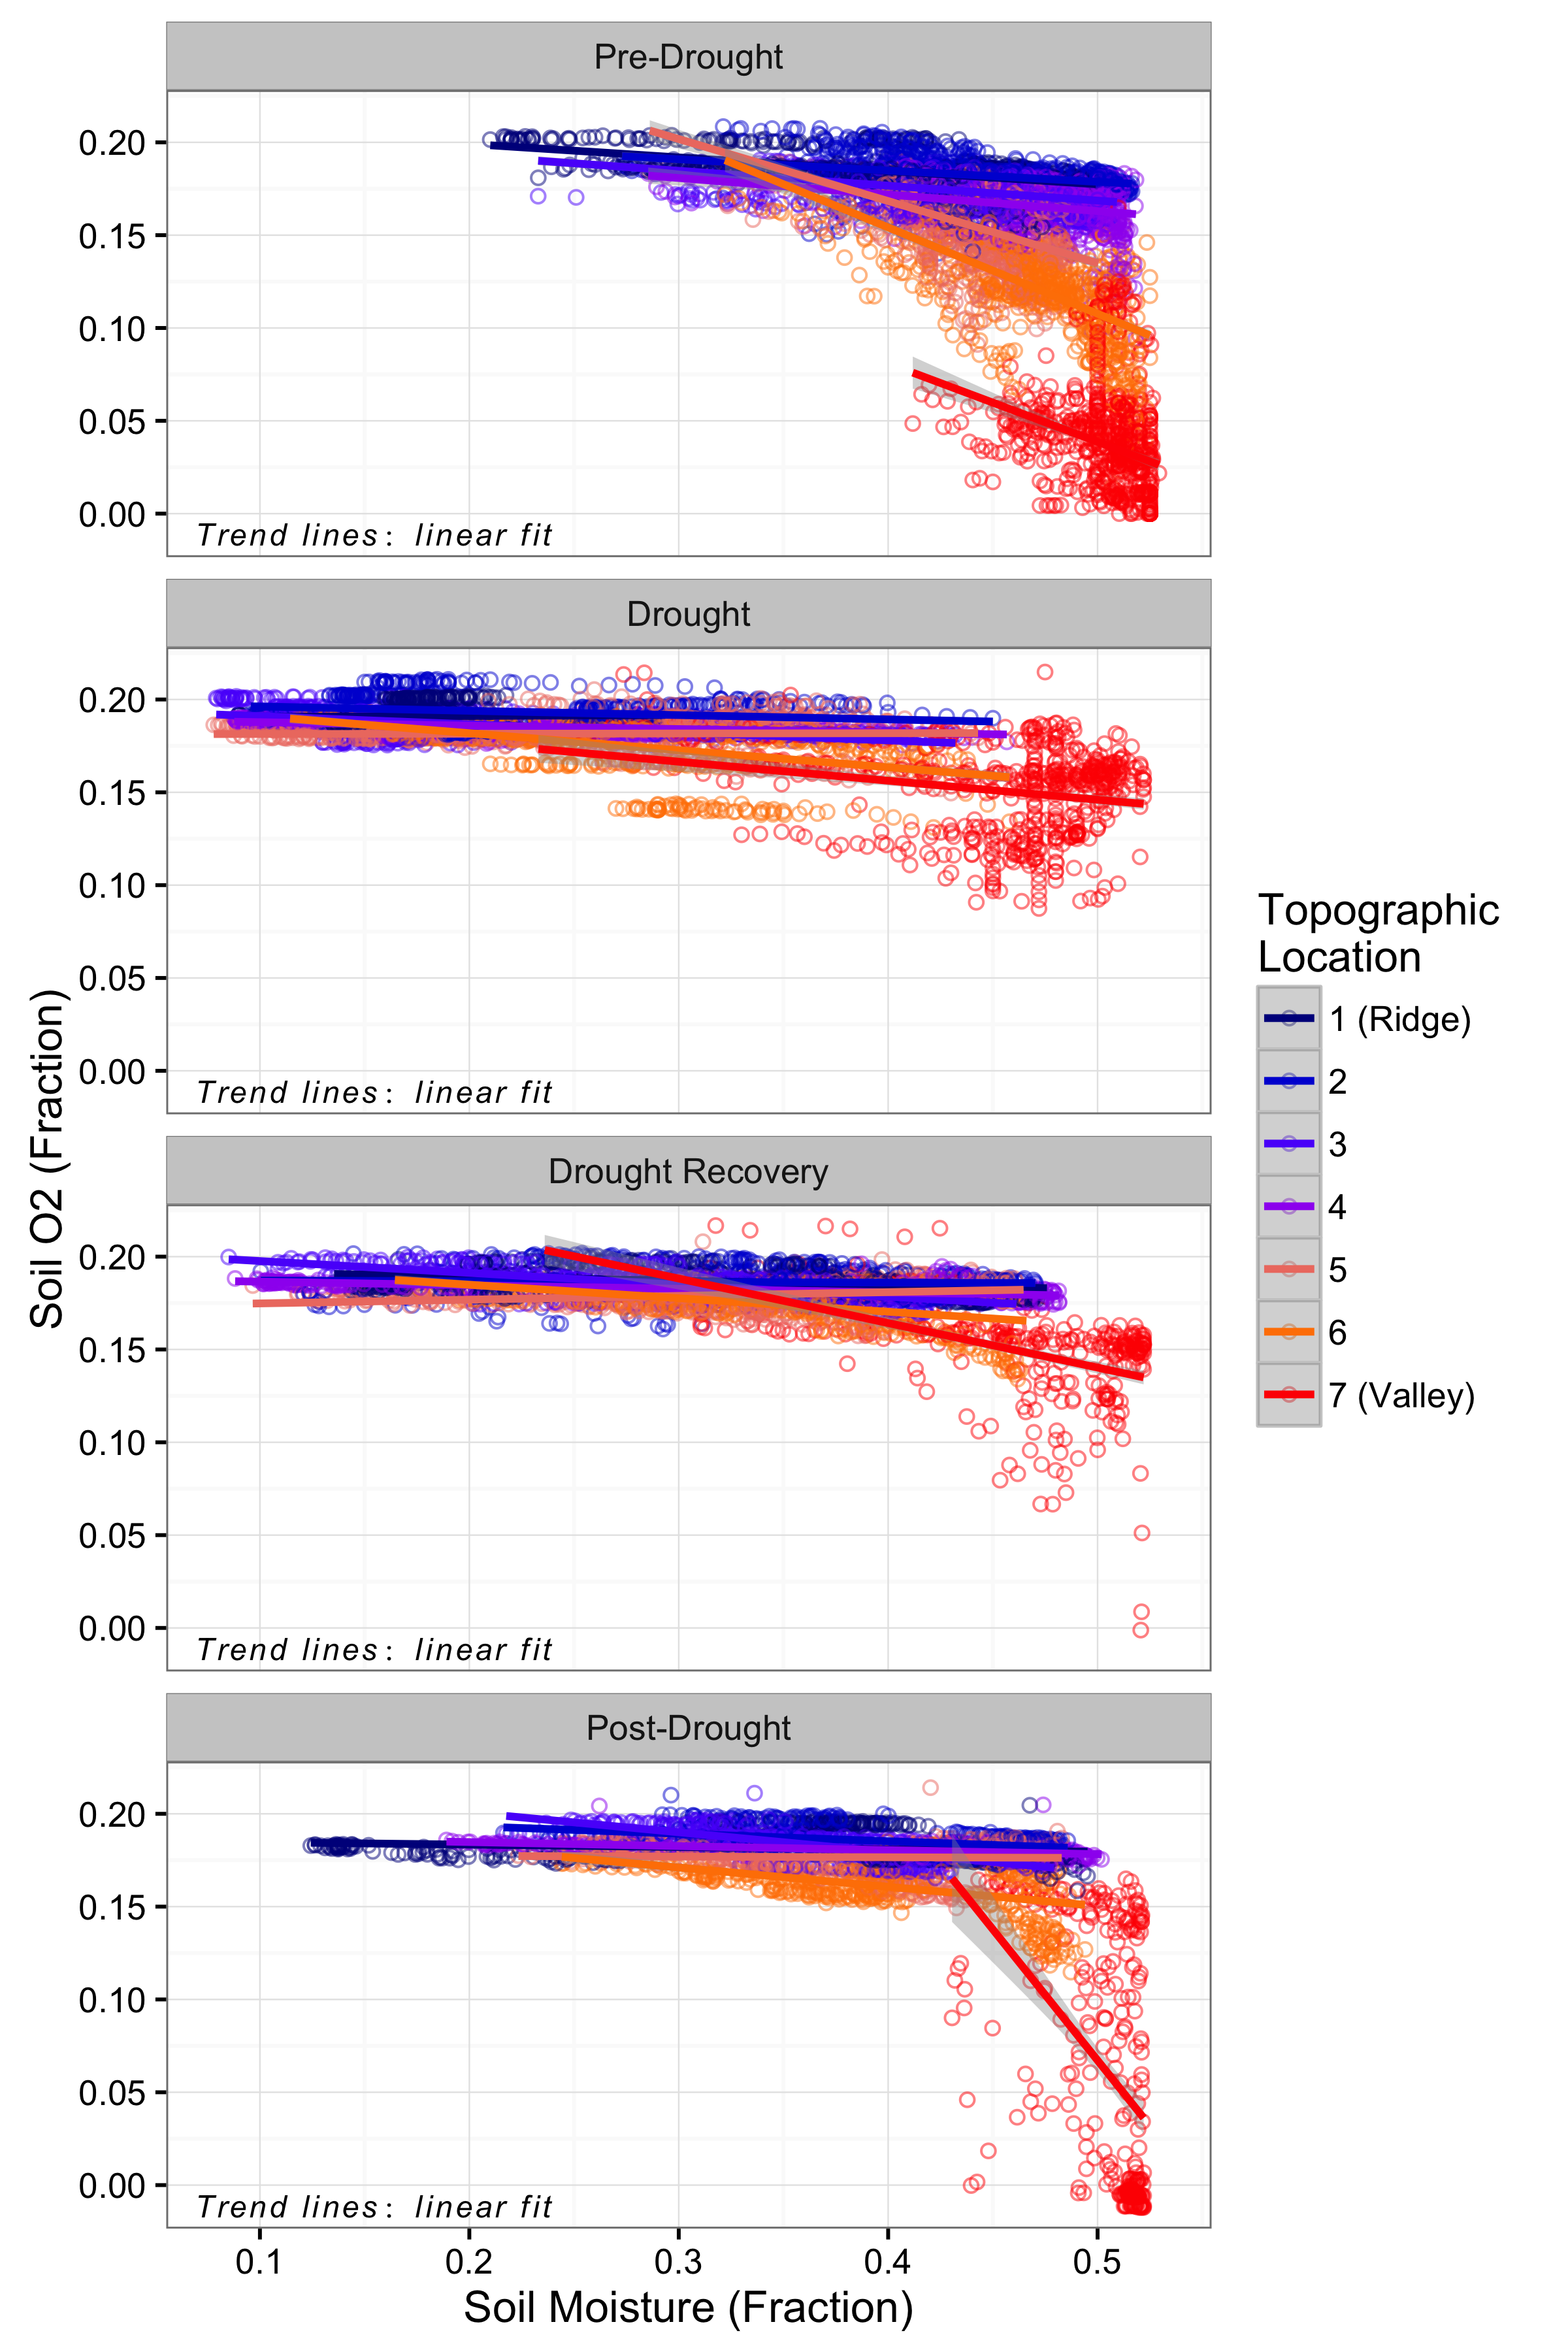 Pre-Drought
0.20
0.15
0.10
0.05
0.00
Trend lines: linear fit
Drought
0.20
0.15
0.10
0.05
0.00
Trend lines: linear fit
Drought Recovery
0.20
0.15
0.10
0.05
0.00
Trend lines: linear fit
Post-Drought
0.20
0.15
0.10
0.05
0.00
Trend lines: linear fit
0.1 0.2 0.3 0.4 0.5
Soil Moisture (Fraction)
Soil O2 (Fraction)
Topographic
Location
1 (Ridge)
2
3
4
5
6
7 (Valley)